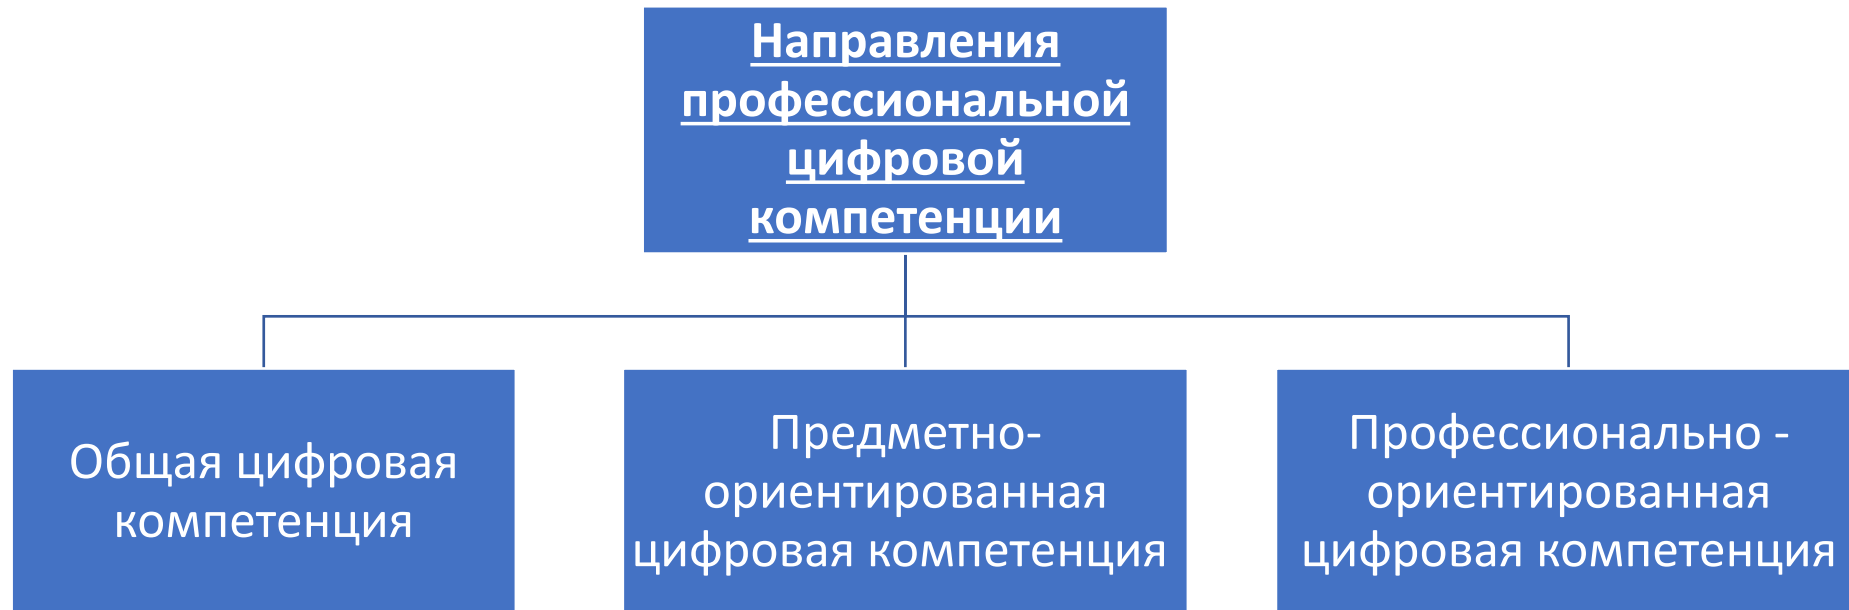 Направления
профессиональной
цифровой
компетенции
Общая цифровая
компетенция
Предметно-
ориентированная
цифровая компетенция
Профессионально -
ориентированная
цифровая компетенция